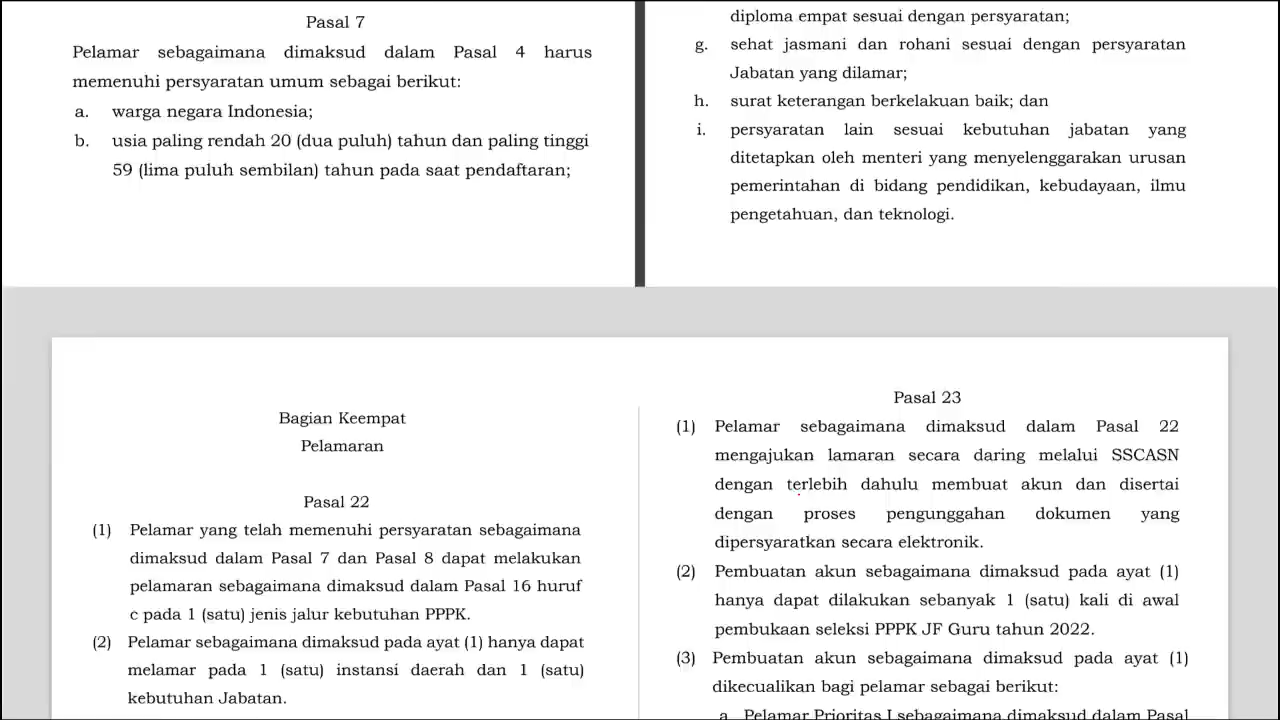 Pasal 7
Pelamar sebagaimana dimaksud dalam Pasal 4 harus
memenuhi persyaratan umum sebagai berikut:
a. warga negara Indonesia;
b. usia paling rendah 20 (dua puluh) tahun dan paling tinggi
59 (lima puluh sembilan) tahun pada saat pendaftaran;
diploma empat sesuai dengan persyaratan;
g. sehat jasmani dan rohani sesuai dengan persyaratan
Jabatan yang dilamar;
h. surat keterangan berkelakuan baik; dan
i. persyaratan lain sesuai kebutuhan jabatan yang
ditetapkan oleh menteri yang menyelenggarakan urusan
pemerintahan di bidang pendidikan, kebudayaan, ilmu
pengetahuan, dan teknologi.
Bagian Keempat
Pelamaran
Pasal 22
(1) Pelamar yang telah memenuhi persyaratan sebagaimana
dimaksud dalam Pasal 7 dan Pasal 8 dapat melakukan
pelamaran sebagaimana dimaksud dalam Pasal 16 huruf
c pada 1 (satu) jenis jalur kebutuhan PPPK.
(2) Pelamar sebagaimana dimaksud pada ayat (1) hanya dapat
melamar pada 1 (satu) instansi daerah dan 1 (satu)
kebutuhan Jabatan.
Pasal 23
(1) Pelamar sebagaimana dimaksud dalam Pasal 22
mengajukan lamaran secara daring melalui SSCASN
dengan terlebih dahulu membuat akun dan disertai
dengan proses pengunggahan dokumen yang
dipersyaratkan secara elektronik.
(2) Pembuatan akun sebagaimana dimaksud pada ayat (1)
hanya dapat dilakukan sebanyak 1 (satu) kali di awal
pembukaan seleksi PPPK JF Guru tahun 2022.
(3) Pembuatan akun sebagaimana dimaksud pada ayat (1)
dikecualikan bagi pelamar sebagai berikut:
a. Pelamar Prioritas I sebagaimana dimaksud dalam Pasal